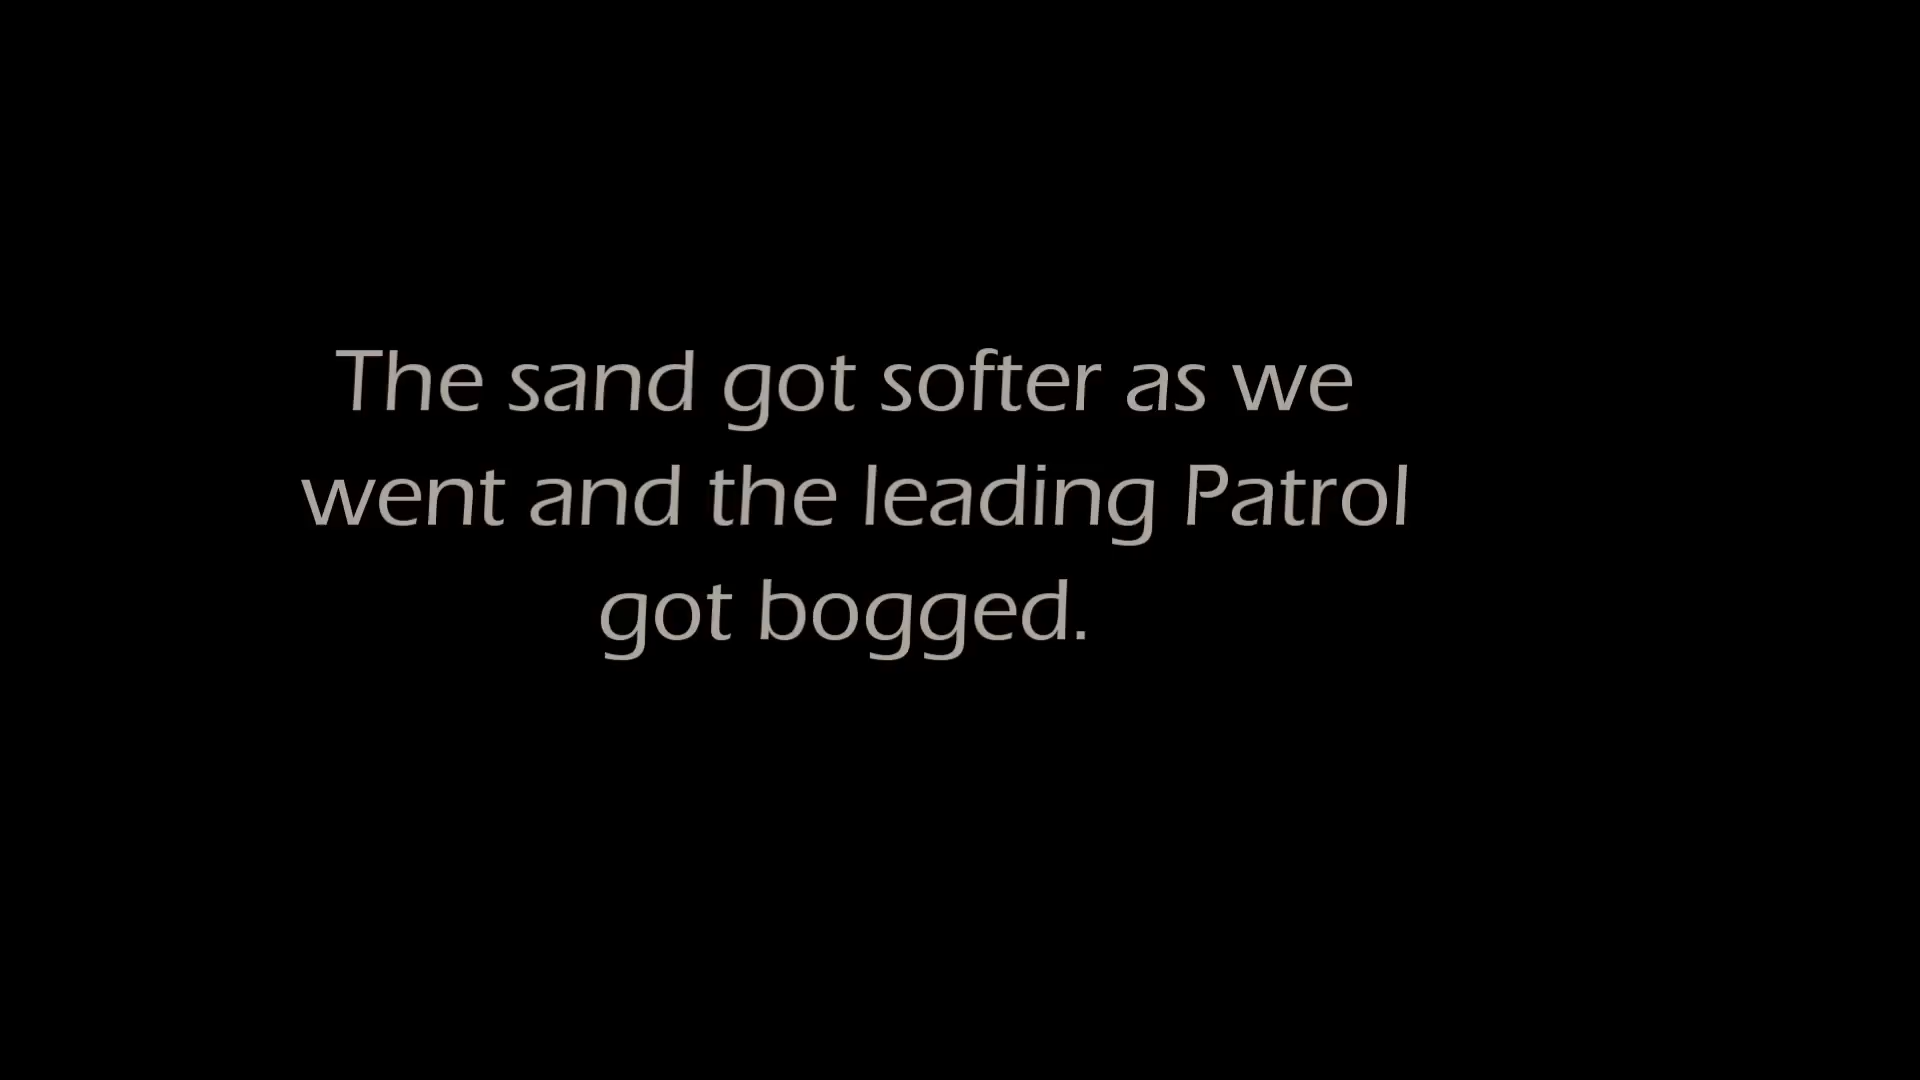 The sand got softer as we
went and the leading Patrol
got bogged.